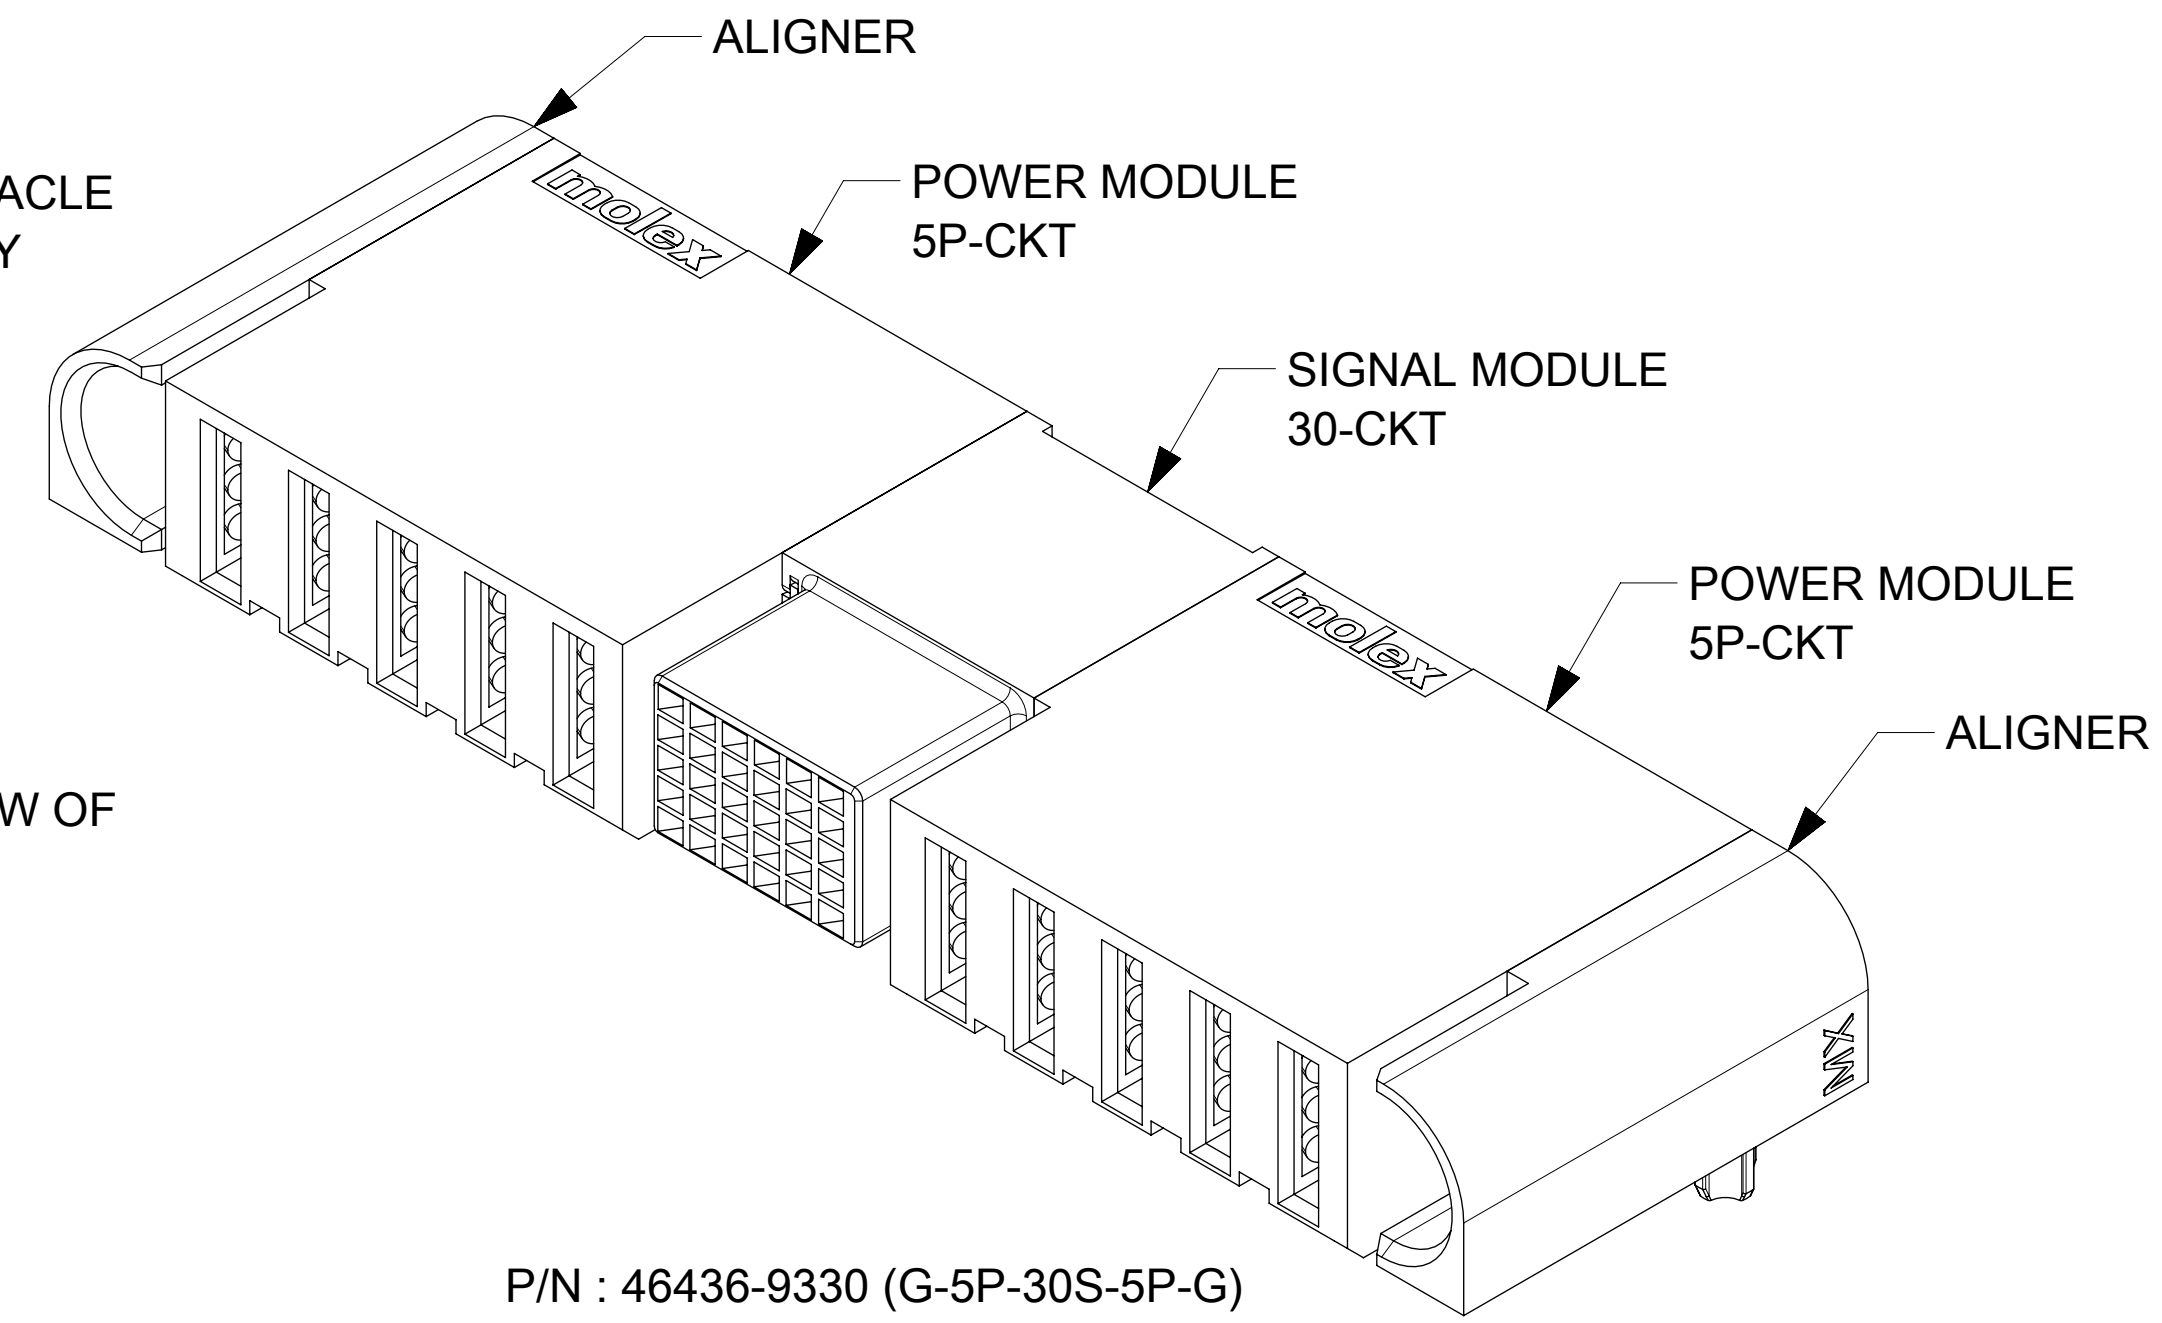 ALIGNER
ACLE
Y
molex
POWER MODULE
5P-CKT
SIGNAL MODULE
30-CKT
molex
POWER MODULE
5P-CKT
ALIGNER
W OF
MX
P/N : 46436-9330 (G-5P-30S-5P-G)